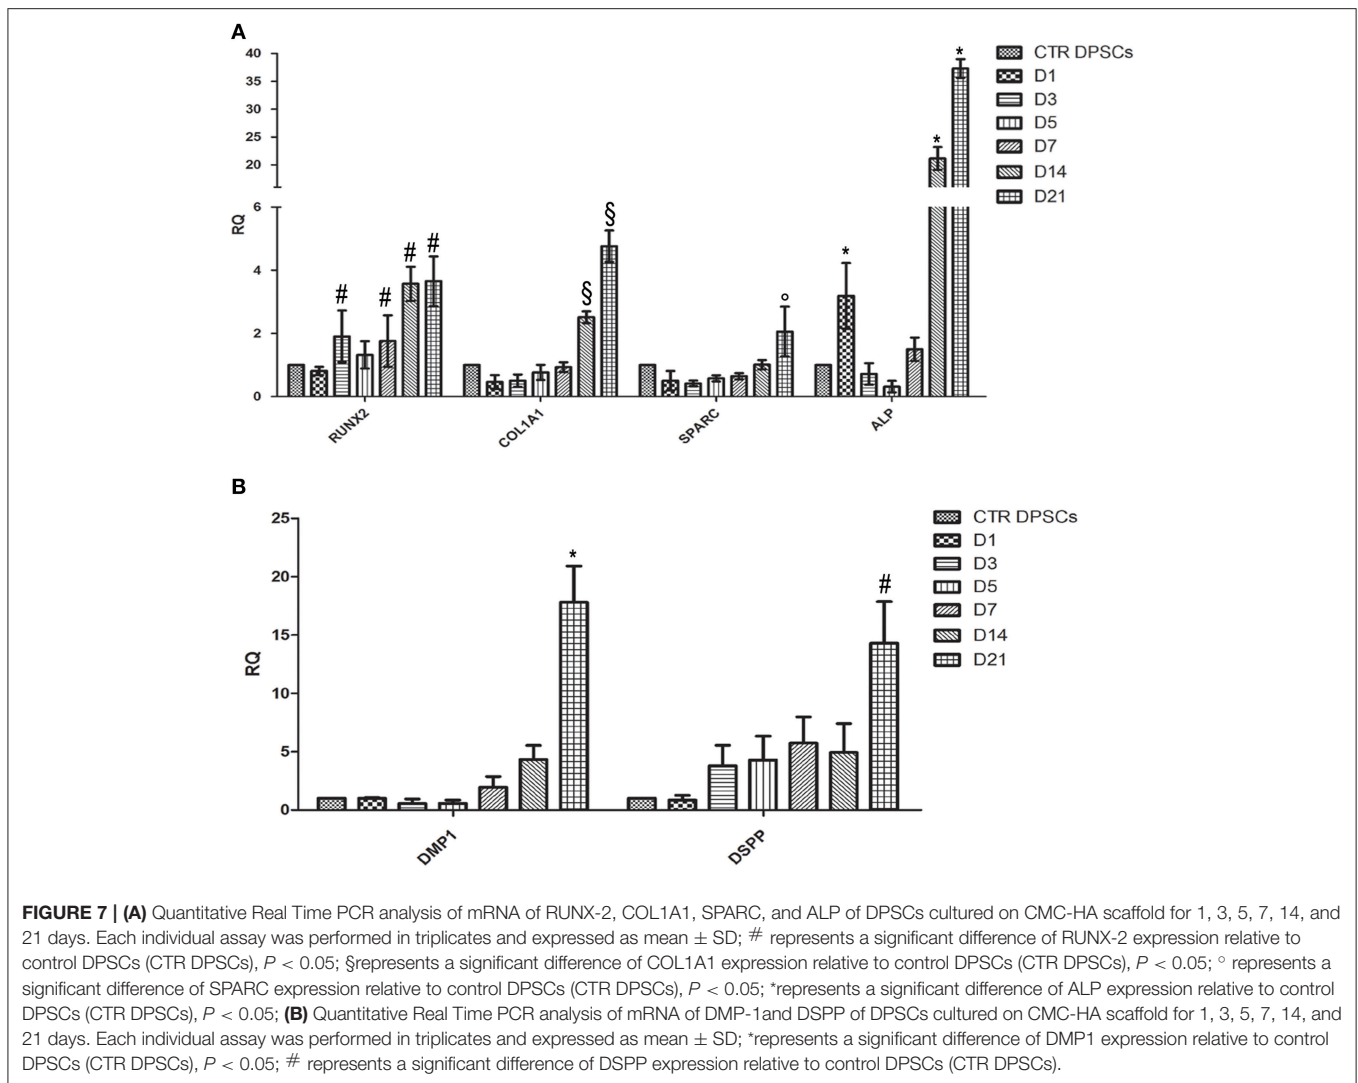 A
40
35
30
25
20
6
4
2
0
RQ
#
#
#
#
§
§
°
*
*
*
RUNX2
COL1A1
SPARC
ALP
CTR DPSCs
D1
D3
D5
D7
D14
D21
B
25
20
15
10
5
0
RQ
*
#
DMP1
DSPP
CTR DPSCs
D1
D3
D5
D7
D14
D21
FIGURE 7 | (A) Quantitative Real Time PCR analysis of mRNA of RUNX-2, COL1A1, SPARC, and ALP of DPSCs cultured on CMC-HA scaffold for 1, 3, 5, 7, 14, and
21 days. Each individual assay was performed in triplicates and expressed as mean ± SD; # represents a significant difference of RUNX-2 expression relative to
control DPSCs (CTR DPSCs), P < 0.05; §represents a significant difference of COL1A1 expression relative to control DPSCs (CTR DPSCs), P < 0.05; ° represents a
significant difference of SPARC expression relative to control DPSCs (CTR DPSCs), P < 0.05; *represents a significant difference of ALP expression relative to control
DPSCs (CTR DPSCs), P < 0.05; (B) Quantitative Real Time PCR analysis of mRNA of DMP-1and DSPP of DPSCs cultured on CMC-HA scaffold for 1, 3, 5, 7, 14, and
21 days. Each individual assay was performed in triplicates and expressed as mean ± SD; *represents a significant difference of DMP1 expression relative to control
DPSCs (CTR DPSCs), P < 0.05; # represents a significant difference of DSPP expression relative to control DPSCs (CTR DPSCs).